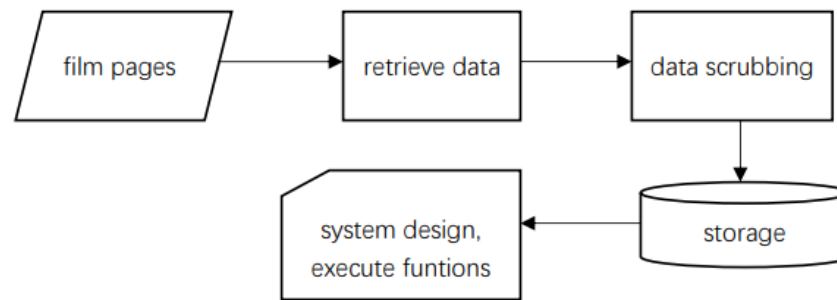 film pages
retrieve data
data scrubbing
storage
system design,
execute funtions